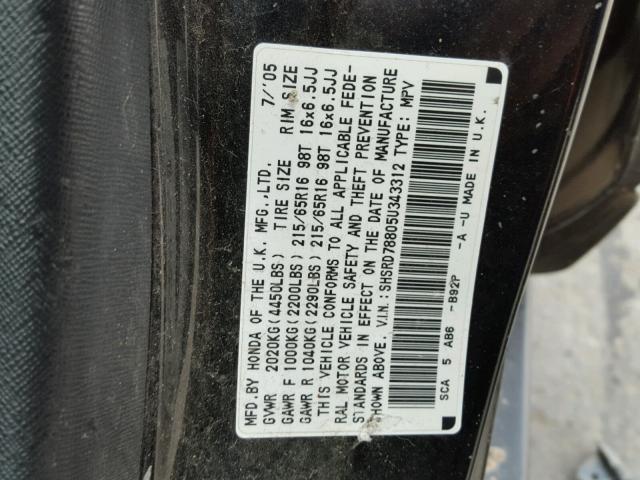 MFD.BY HONDA OF THE U.K. MFG.,LTD. 7/'05
GVWR 2020KG(4450LBS) TIRE SIZE RIM SIZE
GAWR F 1000KG(2200LBS) 215/65R16 98T 16x6.5JJ
GAWR R 1040KG(2290LBS) 215/65R16 98T 16x6.5JJ
THIS VEHICLE CONFORMS TO ALL APPLICABLE FEDE-
RAL MOTOR VEHICLE SAFETY AND THEFT PREVENTION
STANDARDS IN EFFECT ON THE DATE OF MANUFACTURE
SHOWN ABOVE. V.I.N.: SHSRD78805U343312 TYPE: MPV
SCA 5 AB6 -B92P -A -U MADE IN U.K.